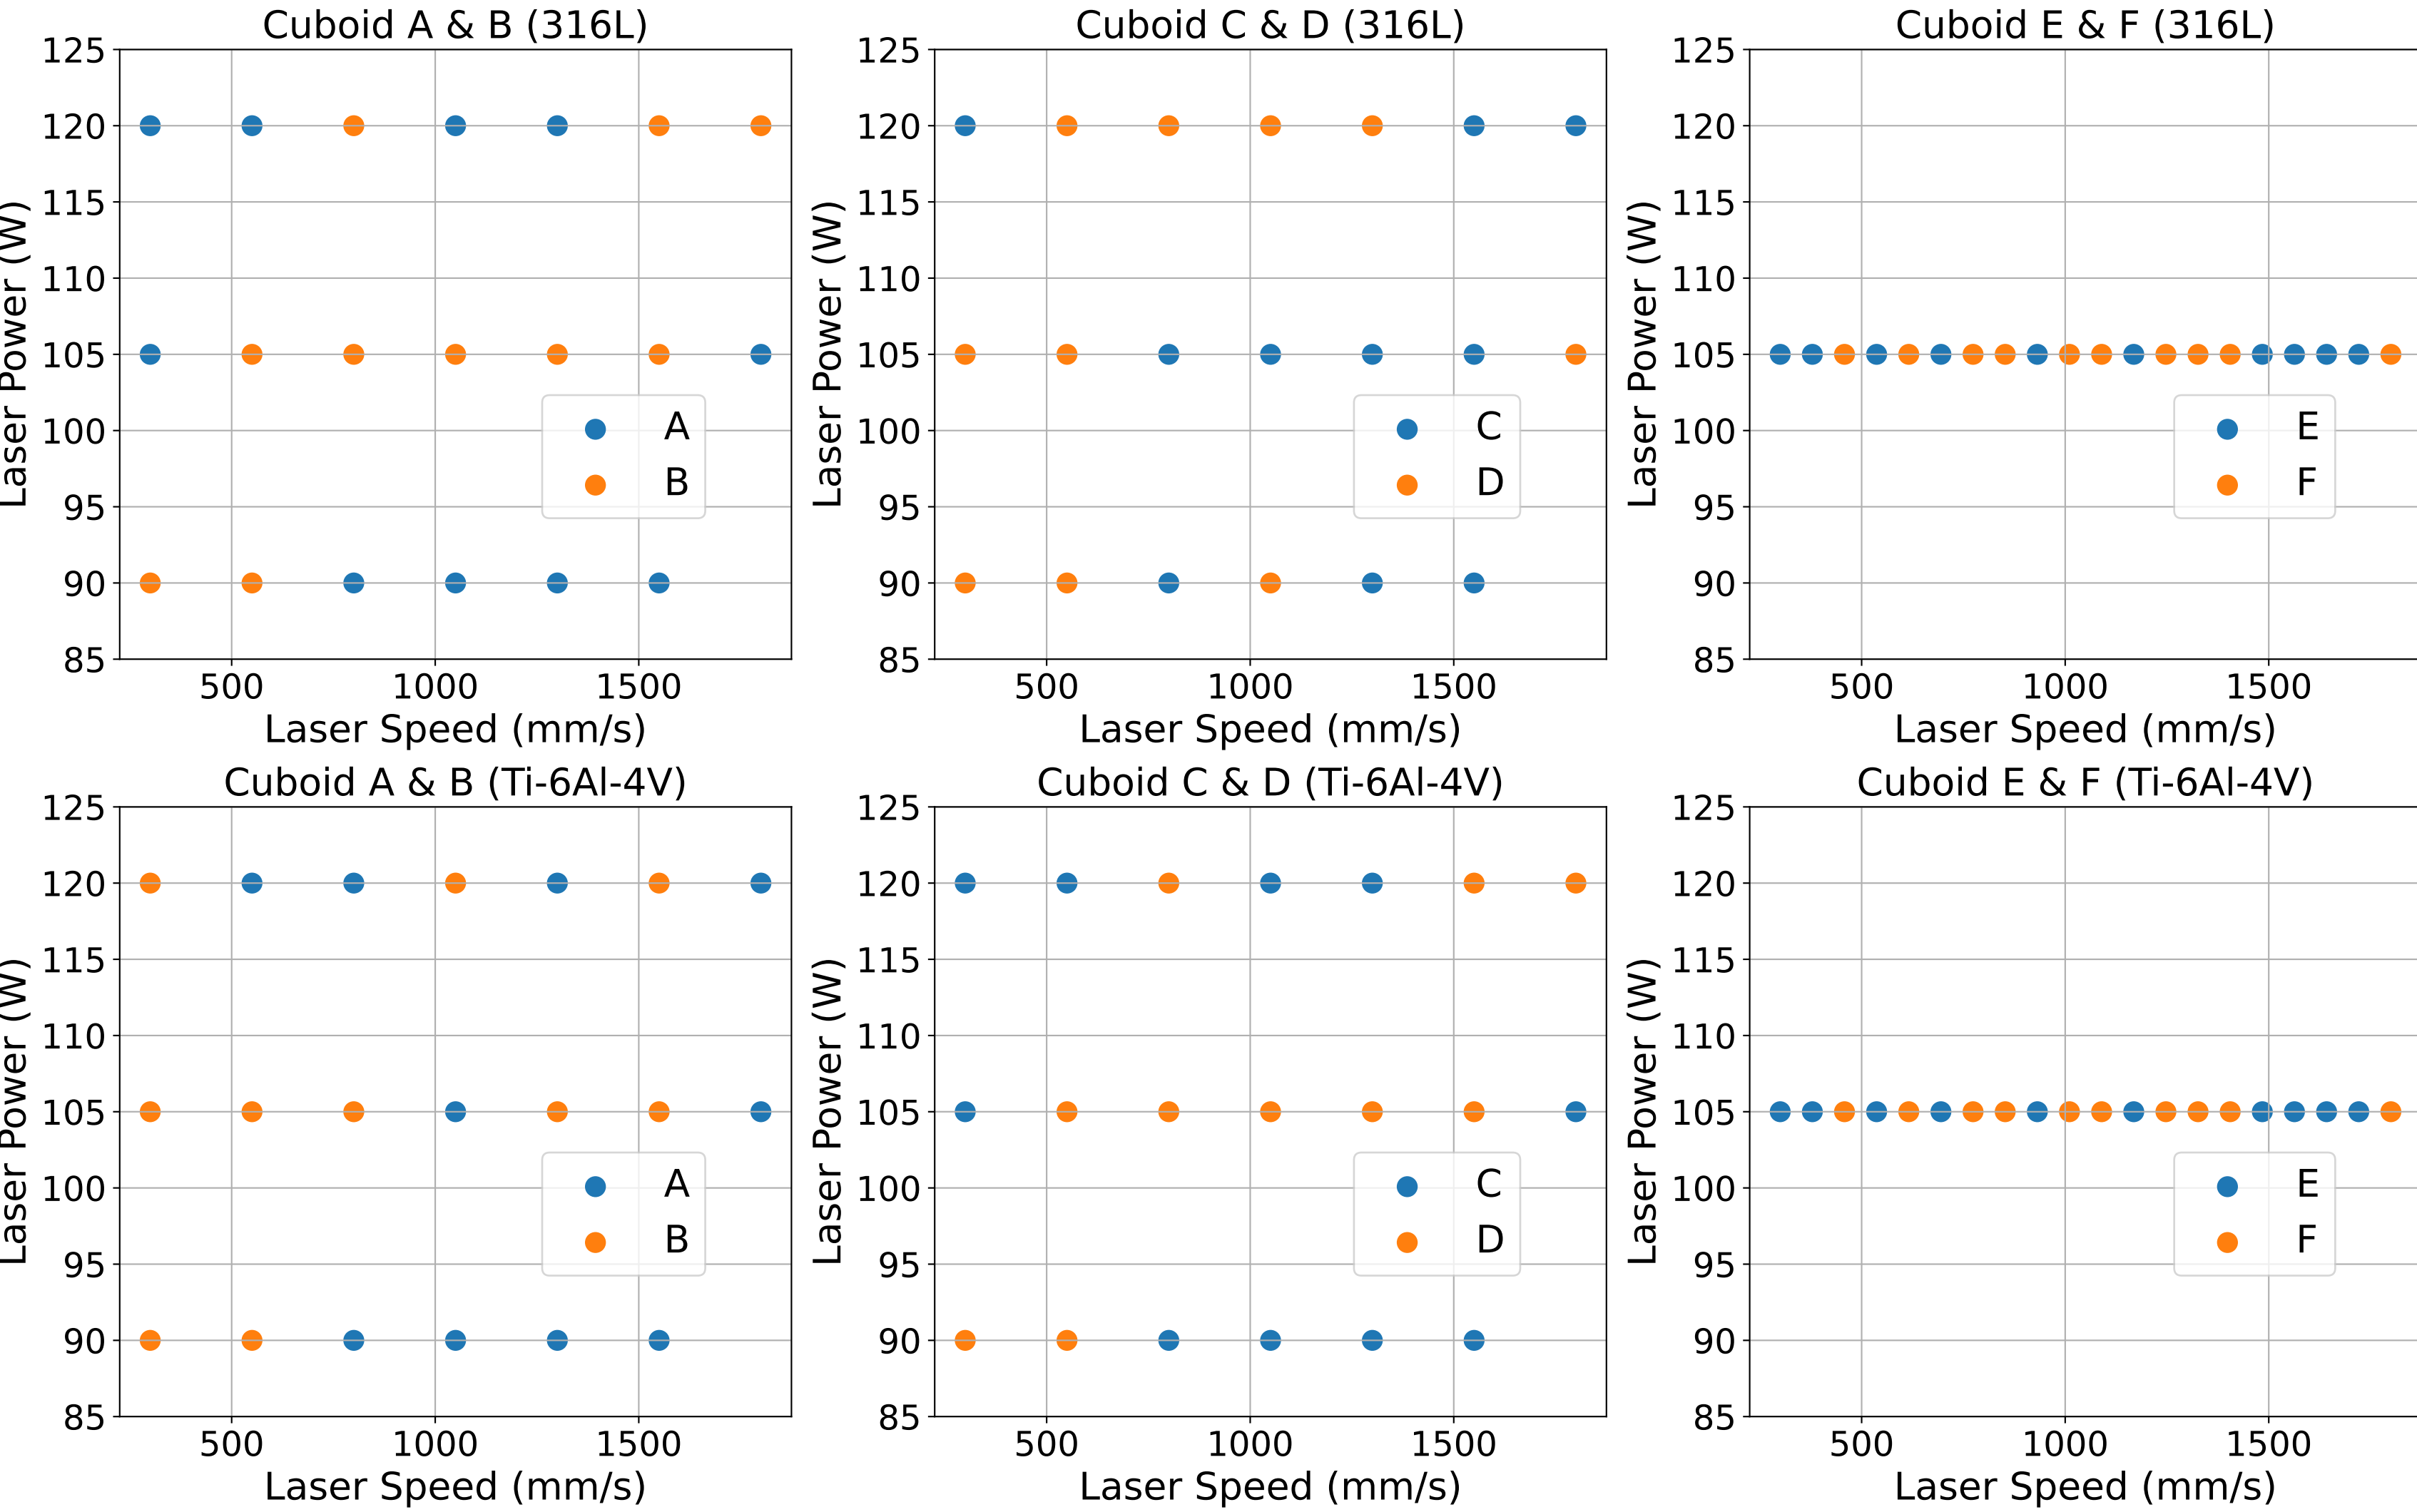 Cuboid A & B (316L)
125
120
115
110
105
100
95
90
85
Laser Power (W)
A
B
500 1000 1500
Laser Speed (mm/s)
Cuboid C & D (316L)
125
120
115
110
105
100
95
90
85
Laser Power (W)
C
D
500 1000 1500
Laser Speed (mm/s)
Cuboid E & F (316L)
125
120
115
110
105
100
95
90
85
Laser Power (W)
E
F
500 1000 1500
Laser Speed (mm/s)
Cuboid A & B (Ti-6Al-4V)
125
120
115
110
105
100
95
90
85
Laser Power (W)
A
B
500 1000 1500
Laser Speed (mm/s)
Cuboid C & D (Ti-6Al-4V)
125
120
115
110
105
100
95
90
85
Laser Power (W)
C
D
500 1000 1500
Laser Speed (mm/s)
Cuboid E & F (Ti-6Al-4V)
125
120
115
110
105
100
95
90
85
Laser Power (W)
E
F
500 1000 1500
Laser Speed (mm/s)